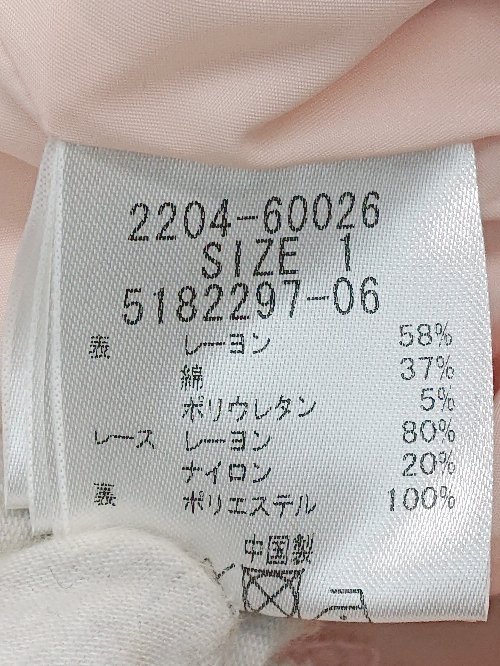 2204-60026
SIZE 1
5182297-06
表 レーヨン 58%
綿 37%
ポリウレタン 5%
レース レーヨン 80%
ナイロン 20%
裏 ポリエステル 100%
中国製